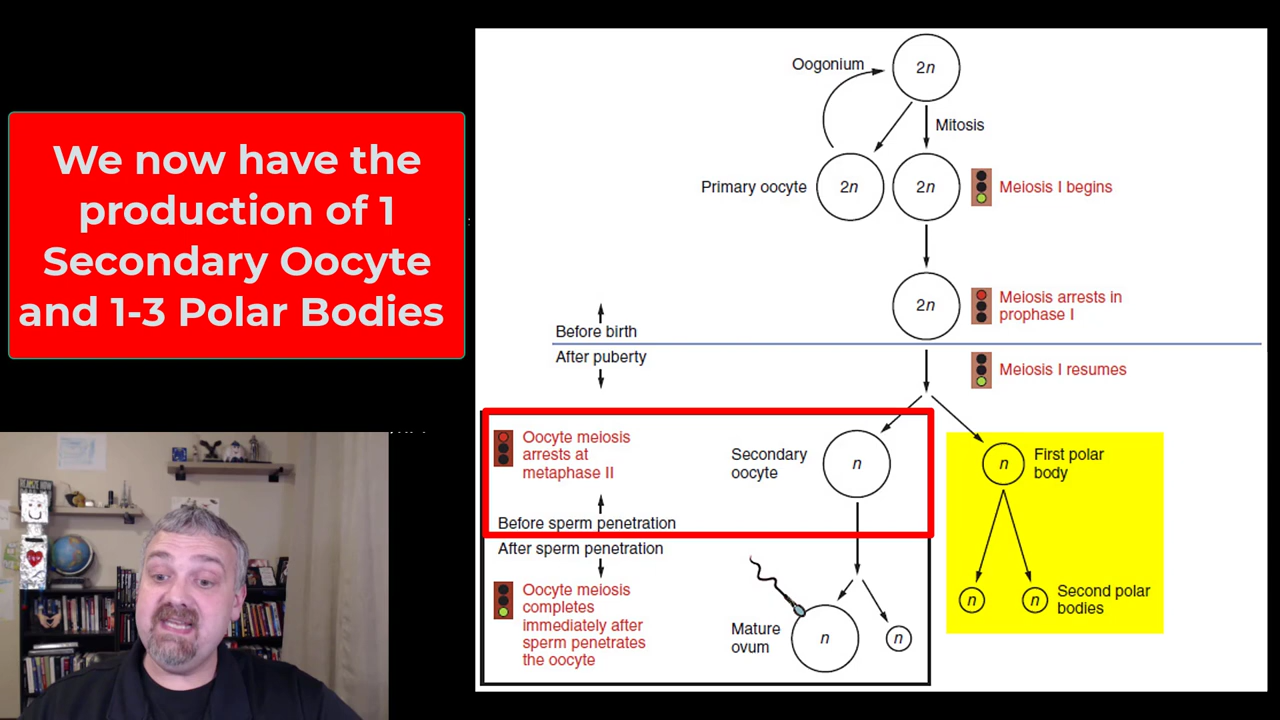 We now have the
production of 1
Secondary Oocyte
and 1-3 Polar Bodies
Oogonium
2n
Mitosis
Primary oocyte
2n
2n
Meiosis I begins
2n
Meiosis arrests in
prophase I
Before birth
After puberty
Meiosis I resumes
Oocyte meiosis
arrests at
metaphase II
Secondary
oocyte
n
n
First polar
body
Before sperm penetration
After sperm penetration
Oocyte meiosis
completes
immediately after
sperm penetrates
the oocyte
Mature
ovum
n
n
n
n
Second polar
bodies